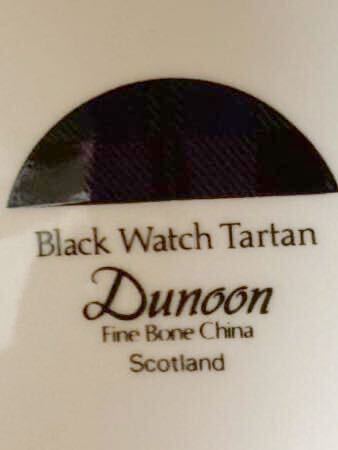 Black Watch Tartan
Dunoon
Fine Bone China
Scotland